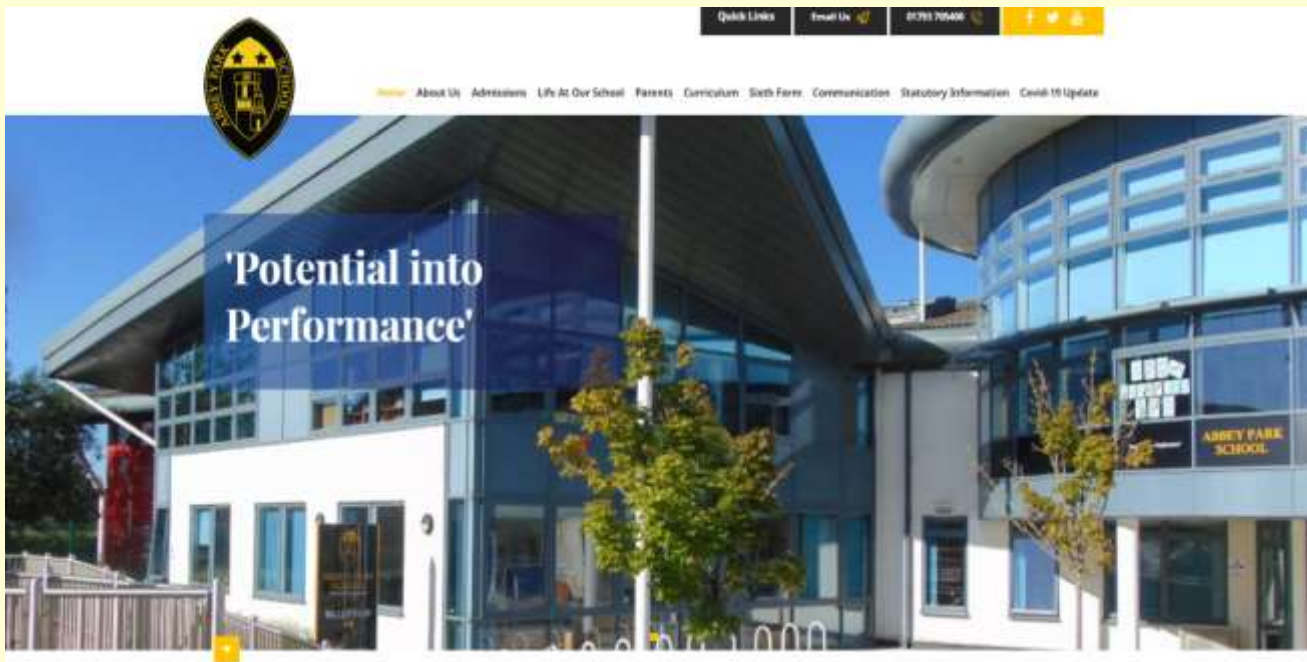 Quick Links
Email Us
01793 705400
ABBEY PARK SCHOOL
Home About Us Admissions Life At Our School Parents Curriculum Sixth Form Communication Statutory Information Covid-19 Update
'Potential into
Performance'
ABBEY PARK
SCHOOL